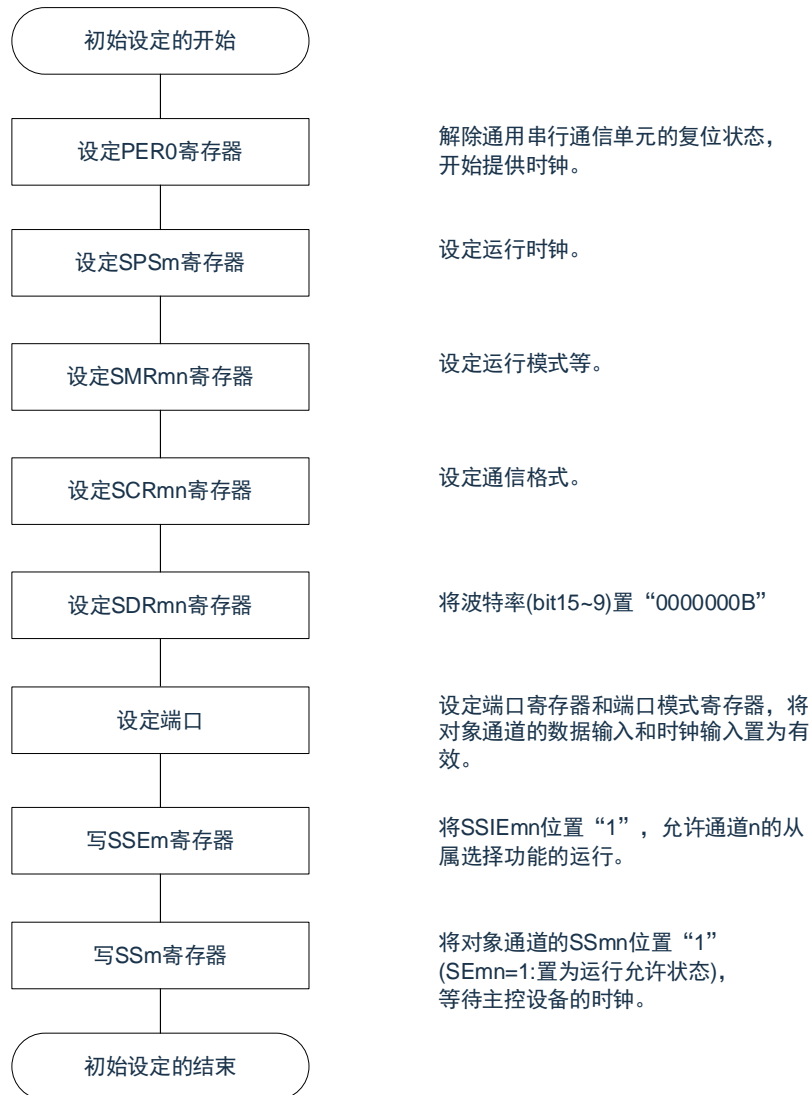 初始设定的开始
设定PER0寄存器
解除通用串行通信单元的复位状态，
开始提供时钟。
设定SPSm寄存器
设定运行时钟。
设定SMRmn寄存器
设定运行模式等。
设定SCRmn寄存器
设定通信格式。
设定SDRmn寄存器
将波特率(bit15~9)置“0000000B”
设定端口
设定端口寄存器和端口模式寄存器，将
对象通道的数据输入和时钟输入置为有
效。
写SSEm寄存器
将SSIEmn位置“1”，允许通道n的从
属选择功能的运行。
写SSm寄存器
将对象通道的SSmn位置“1”
(SEmn=1:置为运行允许状态)，
等待主控设备的时钟。
初始设定的结束